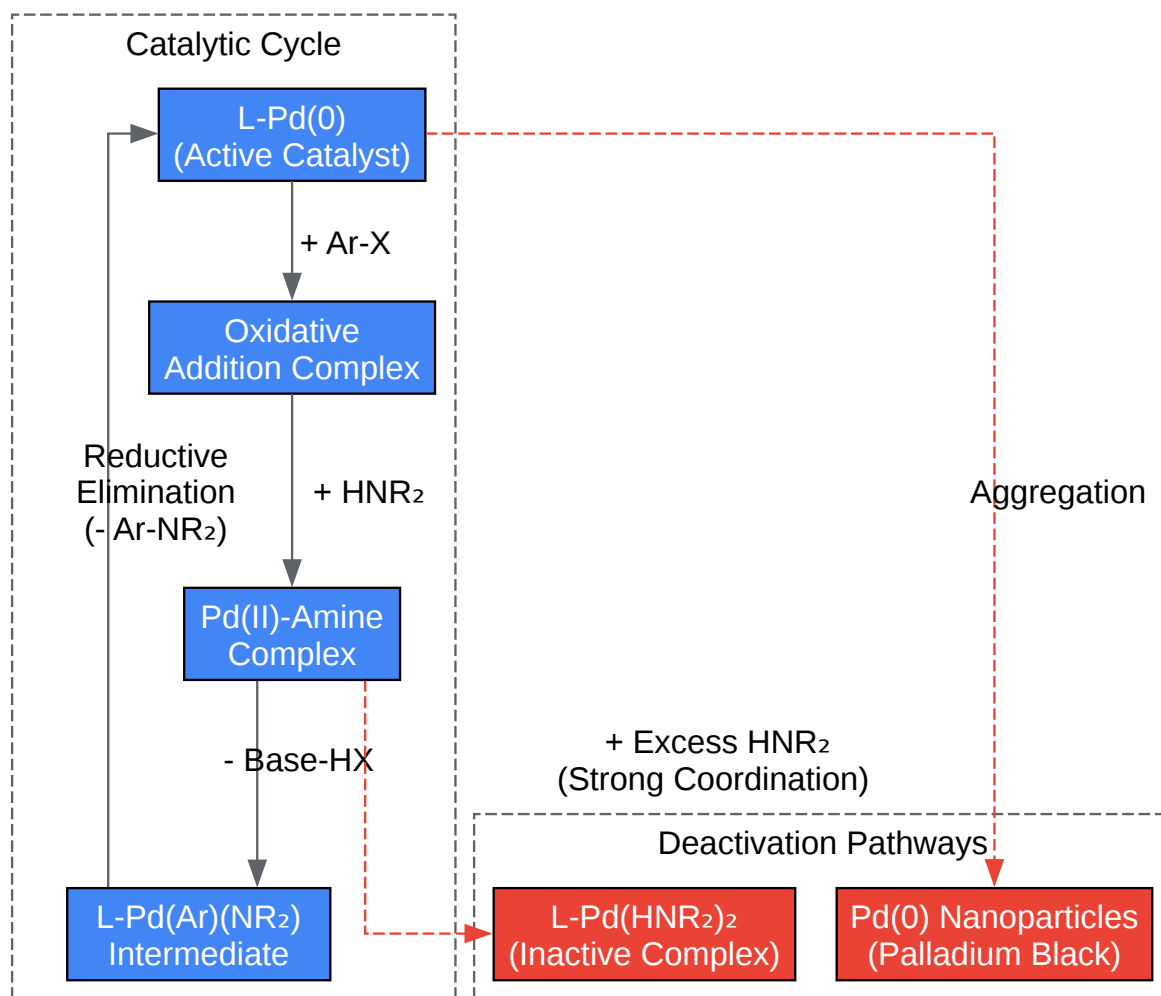 Catalytic Cycle
L-Pd(0)
(Active Catalyst)
+ Ar-X
Oxidative
Addition Complex
Reductive
Elimination
(- Ar-NR₂)
+ HNR₂
Aggregation
Pd(II)-Amine
Complex
- Base-HX
+ Excess HNR₂
(Strong Coordination)
Deactivation Pathways
L-Pd(Ar)(NR₂)
Intermediate
L-Pd(HNR₂)₂
(Inactive Complex)
Pd(0) Nanoparticles
(Palladium Black)